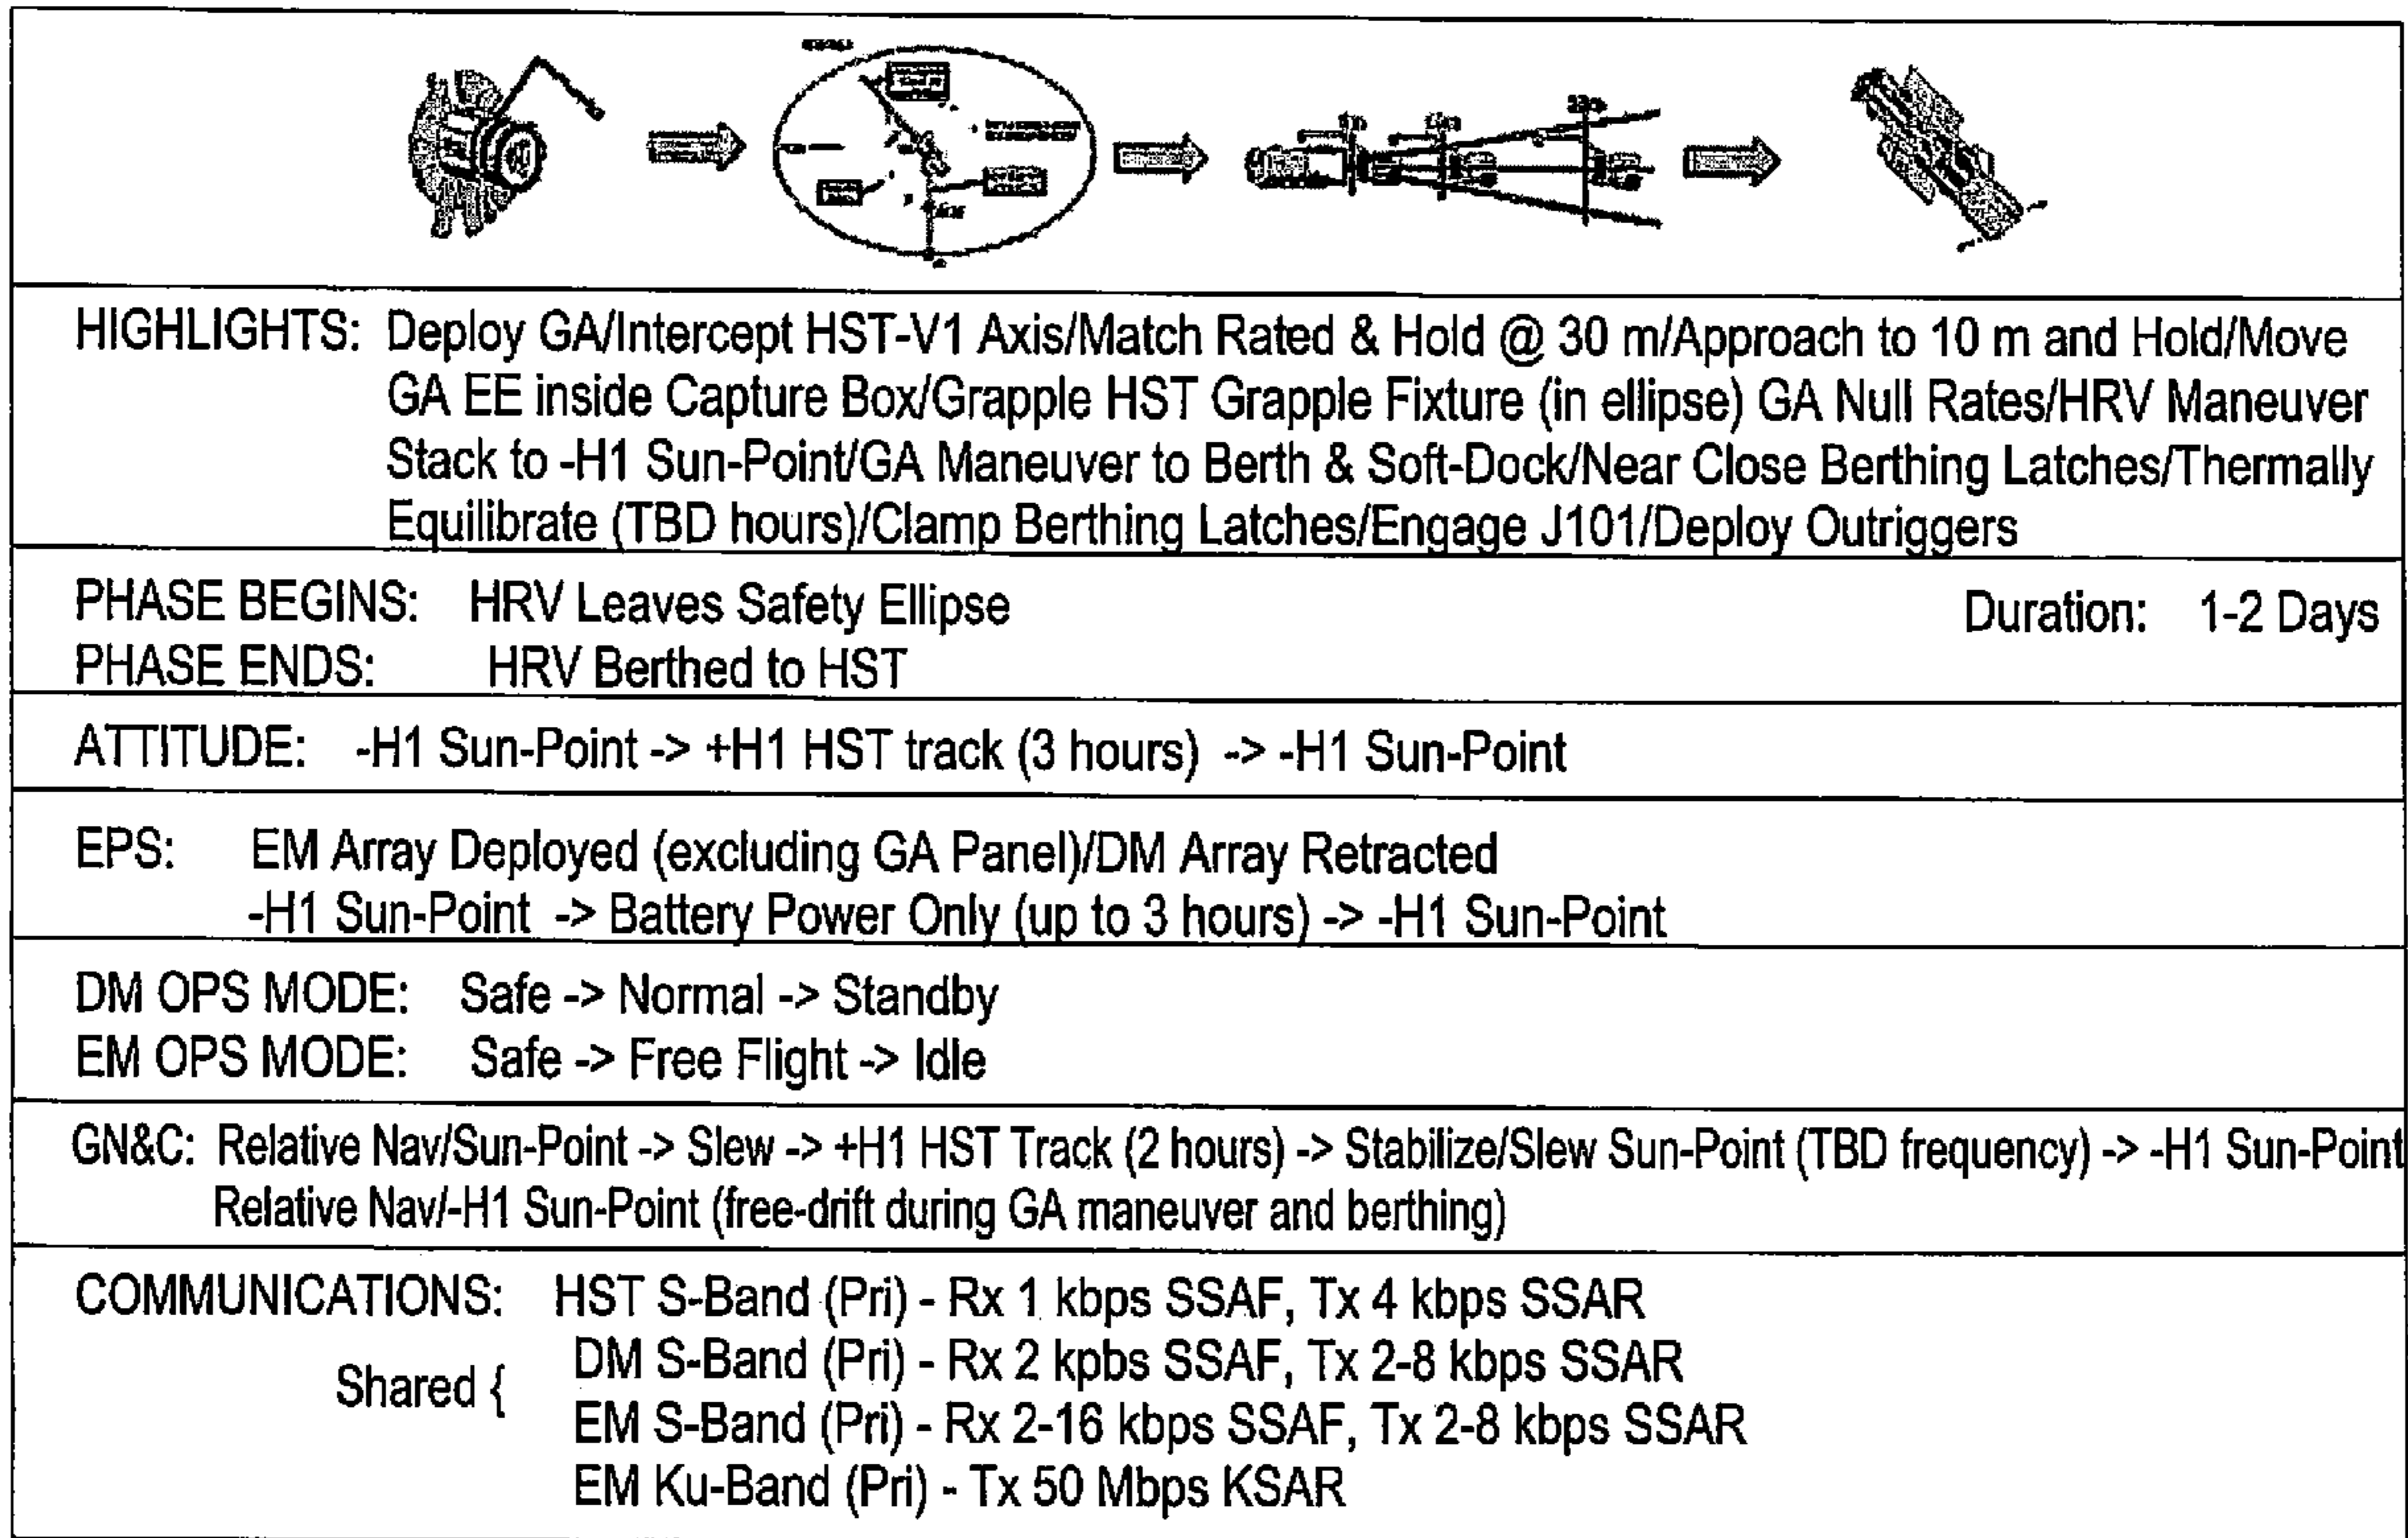 HIGHLIGHTS: Deploy GA/Intercept HST-V1 Axis/Match Rated & Hold @ 30 m/Approach to 10 m and Hold/Move
GA EE inside Capture Box/Grapple HST Grapple Fixture (in ellipse) GA Null Rates/HRV Maneuver
Stack to -H1 Sun-Point/GA Maneuver to Berth & Soft-Dock/Near Close Berthing Latches/Thermally
Equilibrate (TBD hours)/Clamp Berthing Latches/Engage J101/Deploy Outriggers
PHASE BEGINS: HRV Leaves Safety Ellipse Duration: 1-2 Days
PHASE ENDS: HRV Berthed to HST
ATTITUDE: -H1 Sun-Point -> +H1 HST track (3 hours) -> -H1 Sun-Point
EPS: EM Array Deployed (excluding GA Panel)/DM Array Retracted
-H1 Sun-Point -> Battery Power Only (up to 3 hours) -> -H1 Sun-Point
DM OPS MODE: Safe -> Normal -> Standby
EM OPS MODE: Safe -> Free Flight -> Idle
GN&C: Relative Nav/Sun-Point -> Slew -> +H1 HST Track (2 hours) -> Stabilize/Slew Sun-Point (TBD frequency) -> -H1 Sun-Point
Relative Nav/-H1 Sun-Point (free-drift during GA maneuver and berthing)
COMMUNICATIONS: HST S-Band (Pri) - Rx 1 kbps SSAF, Tx 4 kbps SSAR
Shared { DM S-Band (Pri) - Rx 2 kpbs SSAF, Tx 2-8 kbps SSAR
EM S-Band (Pri) - Rx 2-16 kbps SSAF, Tx 2-8 kbps SSAR
EM Ku-Band (Pri) - Tx 50 Mbps KSAR